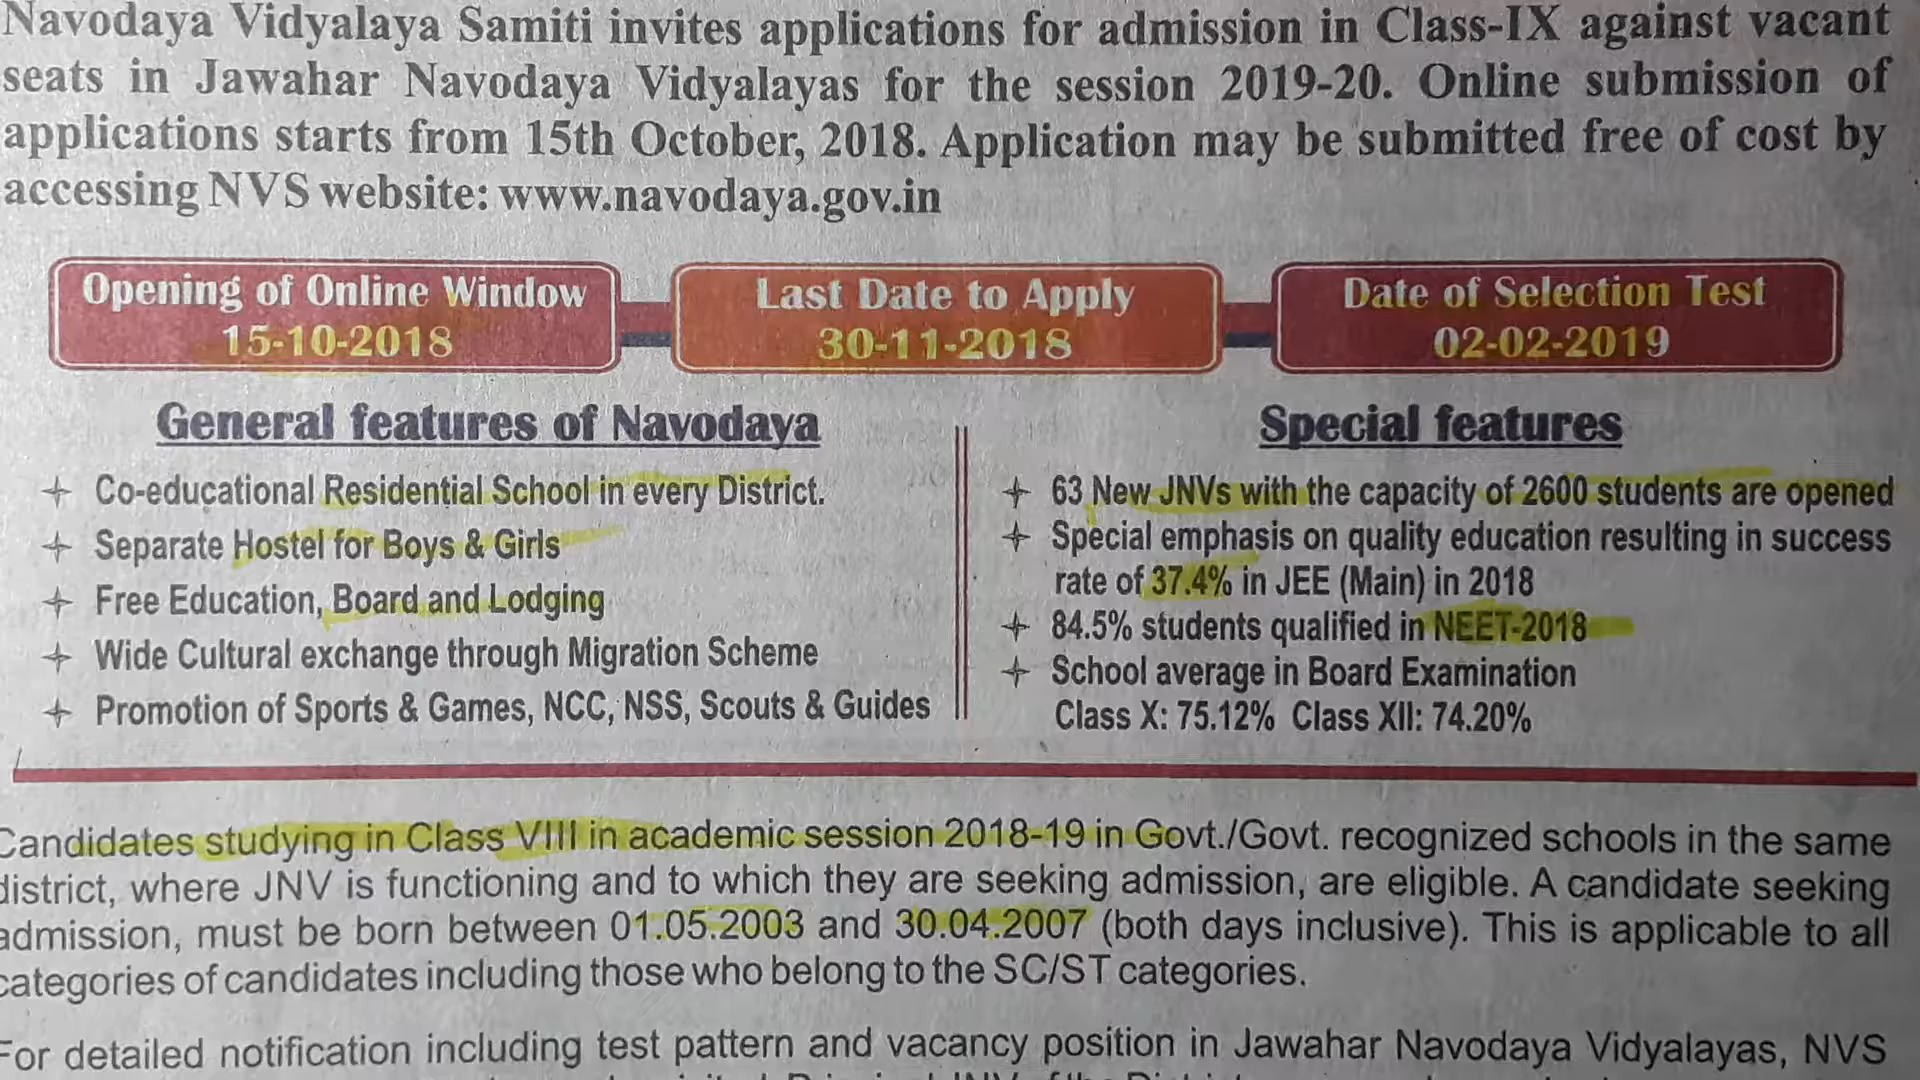 Navodaya Vidyalaya Samiti invites applications for admission in Class-IX against vacant
seats in Jawahar Navodaya Vidyalayas for the session 2019-20. Online submission of
applications starts from 15th October, 2018. Application may be submitted free of cost by
accessing NVS website: www.navodaya.gov.in
Opening of Online Window
15-10-2018
Last Date to Apply
30-11-2018
Date of Selection Test
02-02-2019
General features of Navodaya
Co-educational Residential School in every District.
Separate Hostel for Boys & Girls
Free Education, Board and Lodging
Wide Cultural exchange through Migration Scheme
Promotion of Sports & Games, NCC, NSS, Scouts & Guides
Special features
63 New JNVs with the capacity of 2600 students are opened
Special emphasis on quality education resulting in success
rate of 37.4% in JEE (Main) in 2018
84.5% students qualified in NEET-2018
School average in Board Examination
Class X: 75.12% Class XII: 74.20%
Candidates studying in Class VIII in academic session 2018-19 in Govt./Govt. recognized schools in the same
district, where JNV is functioning and to which they are seeking admission, are eligible. A candidate seeking
admission, must be born between 01.05.2003 and 30.04.2007 (both days inclusive). This is applicable to all
categories of candidates including those who belong to the SC/ST categories.
For detailed notification including test pattern and vacancy position in Jawahar Navodaya Vidyalayas, NVS